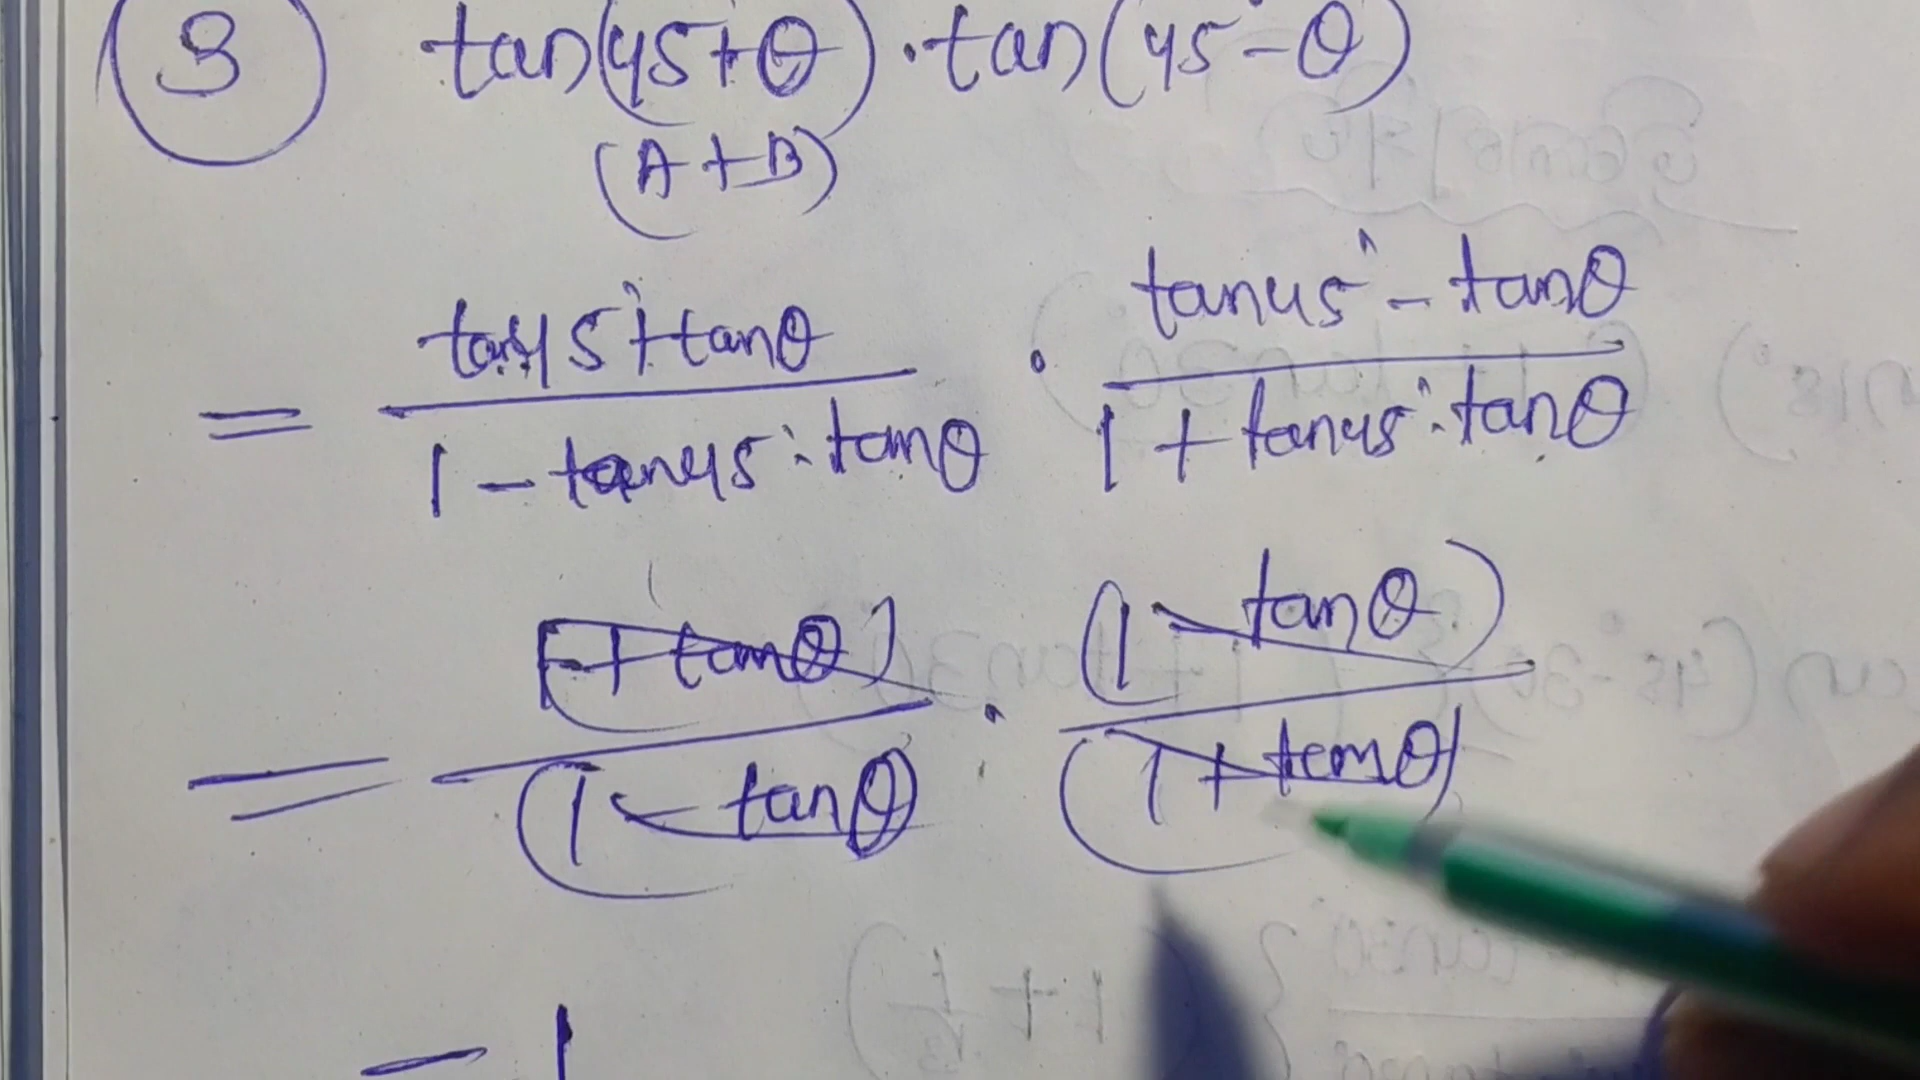 3 tan(45+θ)·tan(45°-θ)
(A+B)
= tan45°+tanθ / 1-tan45°·tanθ · tan45°-tanθ / 1+tan45°·tanθ
= (1+tanθ) / (1-tanθ) · (1-tanθ) / (1+tanθ)
= 1